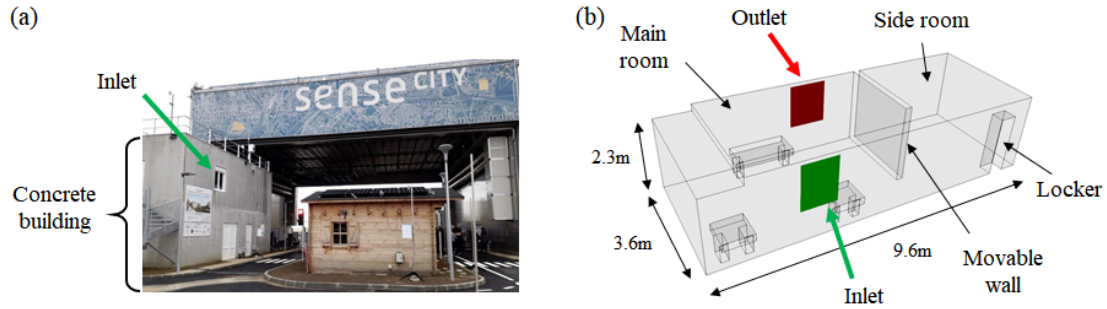 (a)
Inlet
Concrete
building
sense CITY
(b)
Outlet
Side room
Main
room
2.3m
3.6m
9.6m
Locker
Movable
wall
Inlet